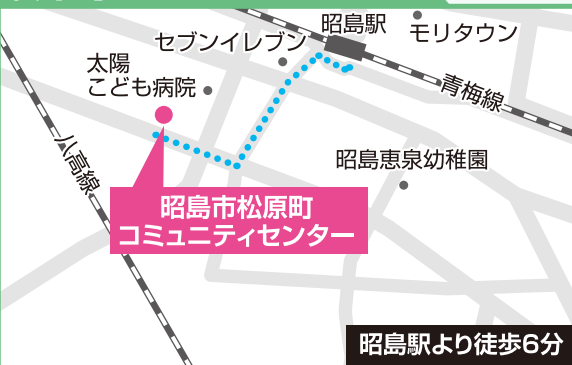 昭島駅
モリタウン
セブンイレブン
太陽
こども病院
青梅線
八高線
昭島恵泉幼稚園
昭島市松原町
コミュニティセンター
昭島駅より徒歩6分